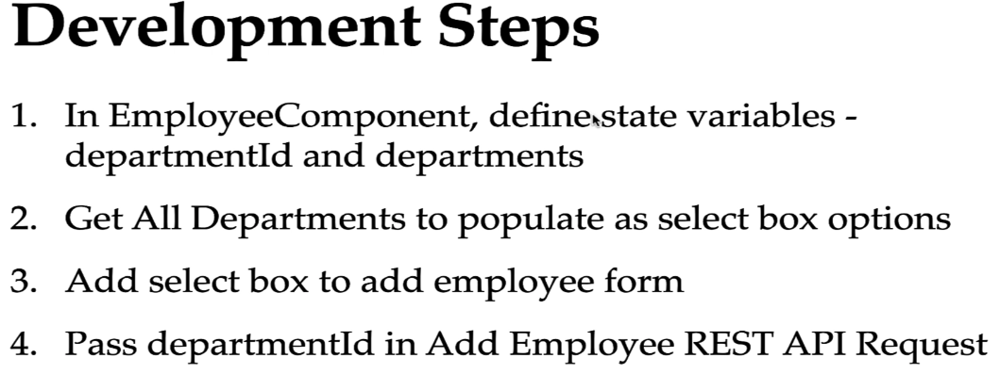 Development Steps
1. In EmployeeComponent, define state variables -
departmentId and departments
2. Get All Departments to populate as select box options
3. Add select box to add employee form
4. Pass departmentId in Add Employee REST API Request